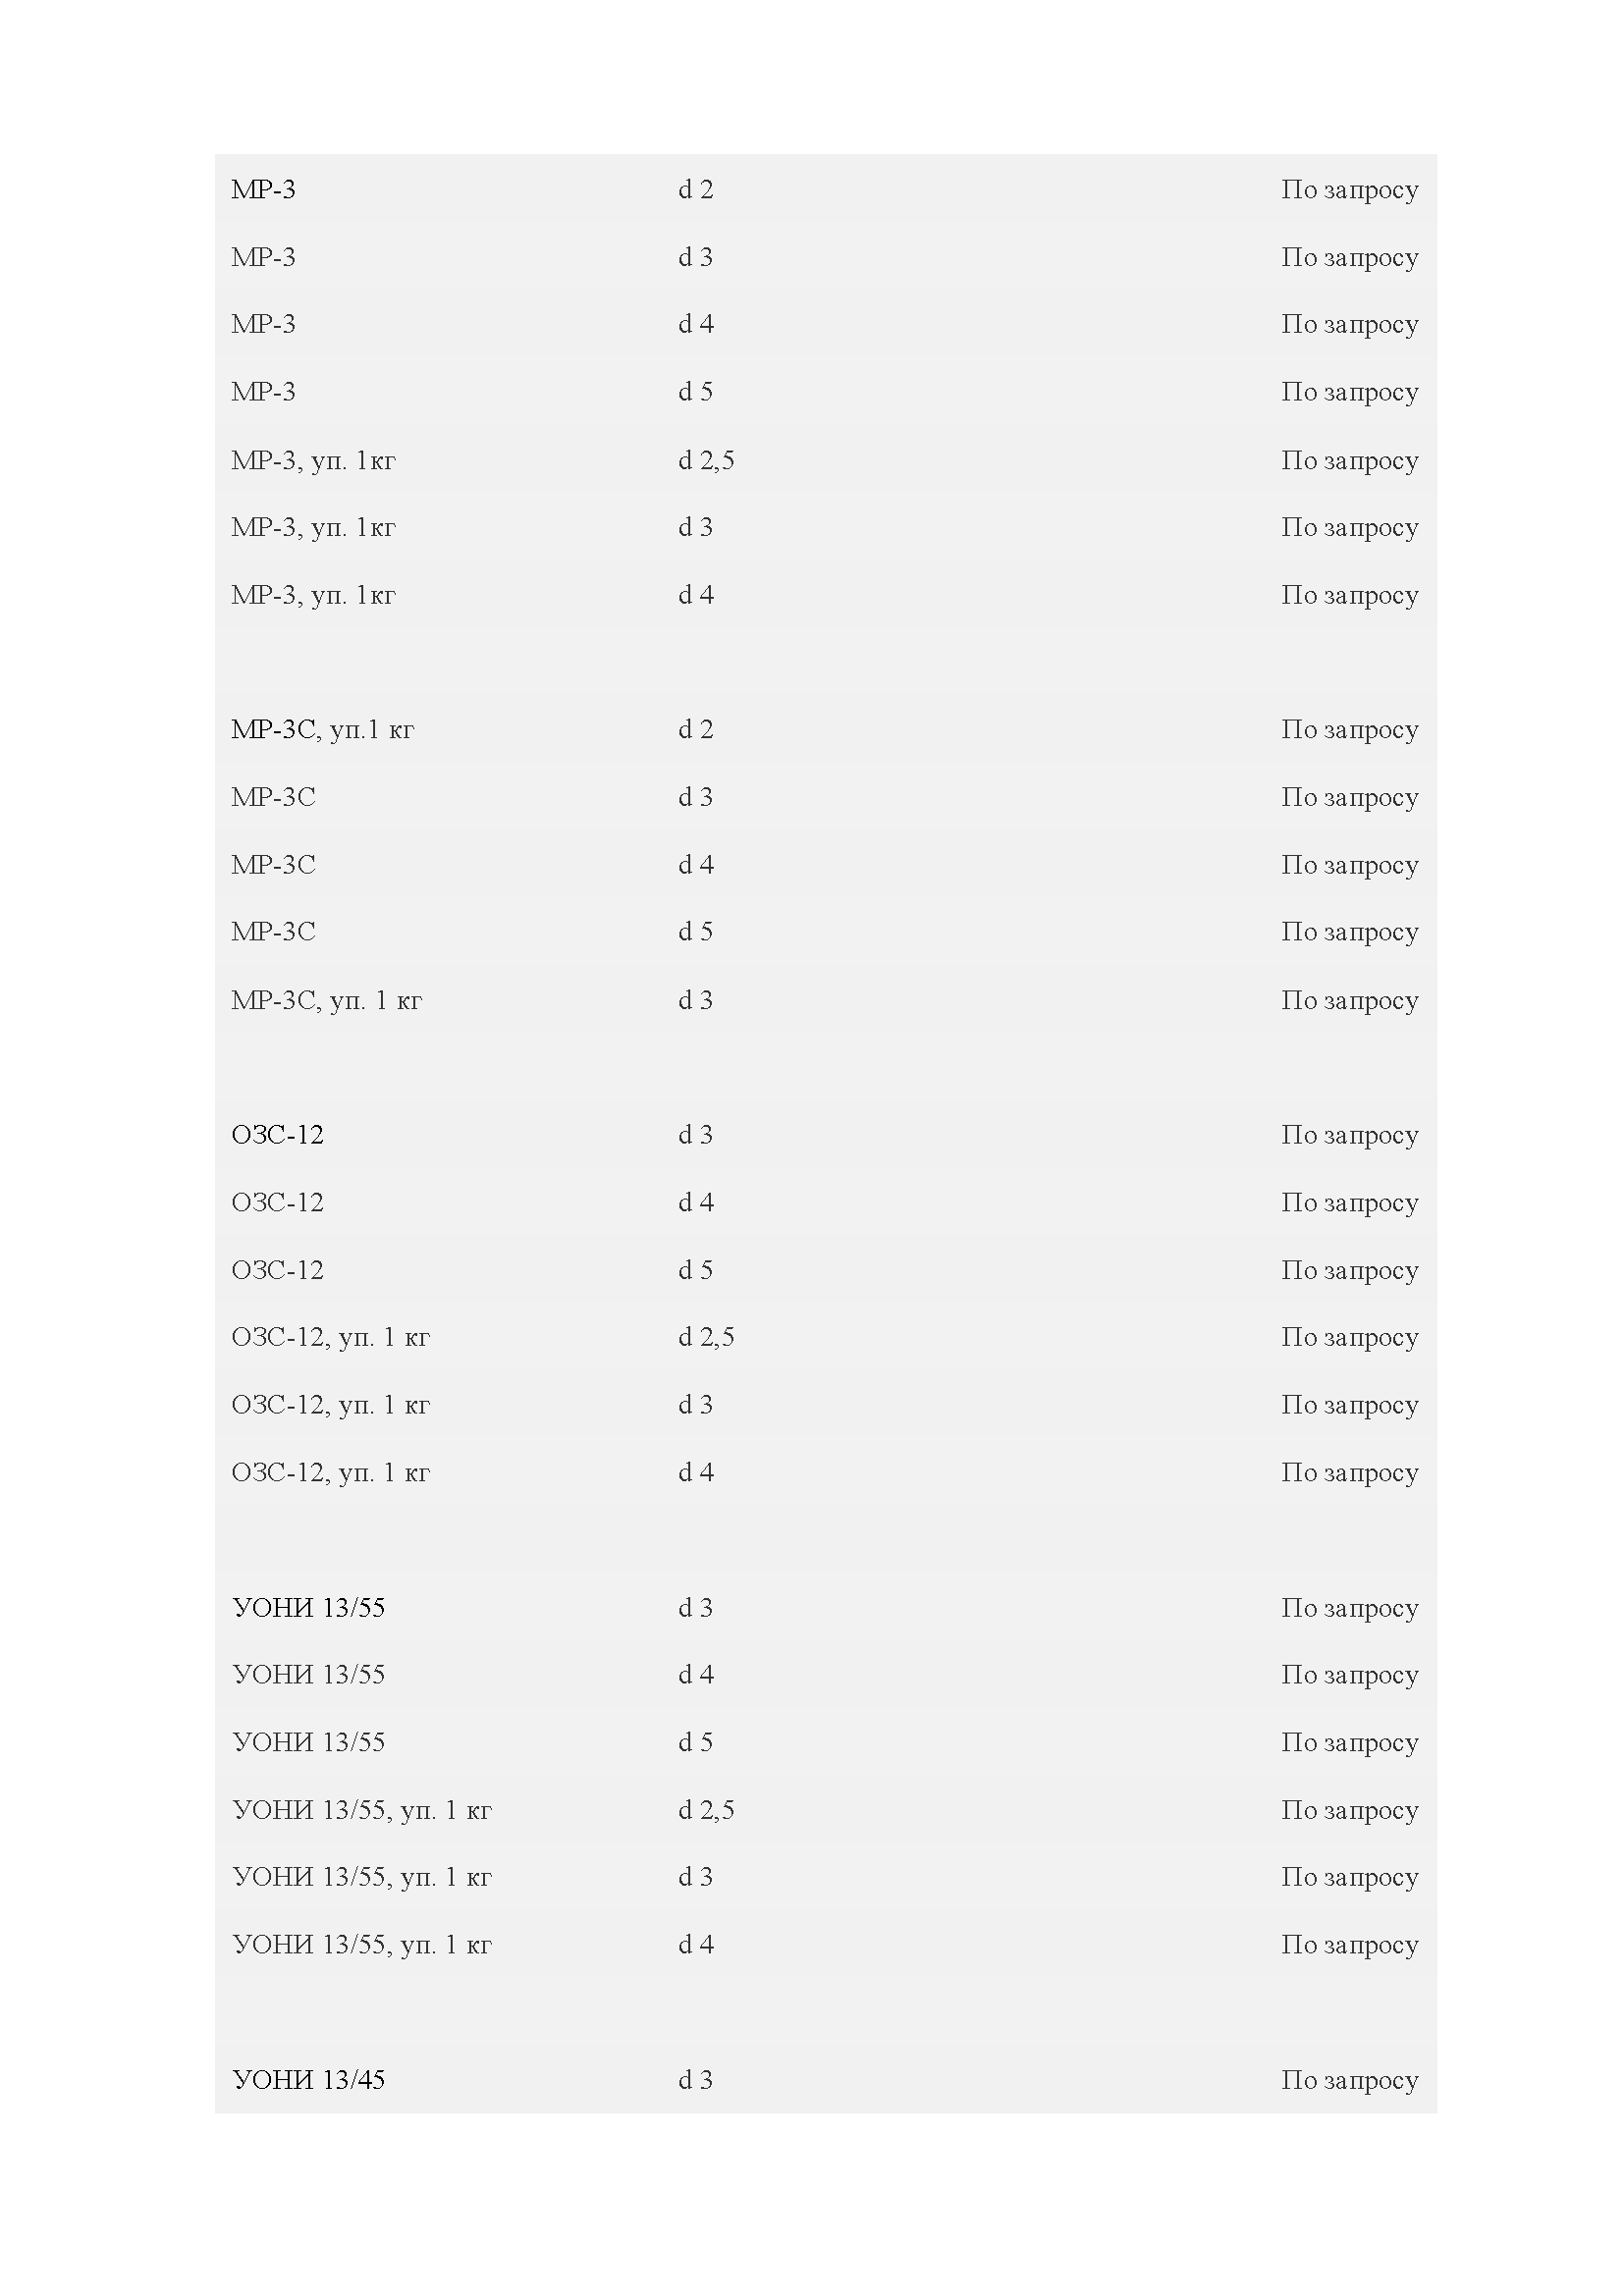 МР-3 d 2 По запросу
МР-3 d 3 По запросу
МР-3 d 4 По запросу
МР-3 d 5 По запросу
МР-3, уп. 1кг d 2,5 По запросу
МР-3, уп. 1кг d 3 По запросу
МР-3, уп. 1кг d 4 По запросу
МР-3С, уп.1 кг d 2 По запросу
МР-3С d 3 По запросу
МР-3С d 4 По запросу
МР-3С d 5 По запросу
МР-3С, уп. 1 кг d 3 По запросу
ОЗС-12 d 3 По запросу
ОЗС-12 d 4 По запросу
ОЗС-12 d 5 По запросу
ОЗС-12, уп. 1 кг d 2,5 По запросу
ОЗС-12, уп. 1 кг d 3 По запросу
ОЗС-12, уп. 1 кг d 4 По запросу
УОНИ 13/55 d 3 По запросу
УОНИ 13/55 d 4 По запросу
УОНИ 13/55 d 5 По запросу
УОНИ 13/55, уп. 1 кг d 2,5 По запросу
УОНИ 13/55, уп. 1 кг d 3 По запросу
УОНИ 13/55, уп. 1 кг d 4 По запросу
УОНИ 13/45 d 3 По запросу